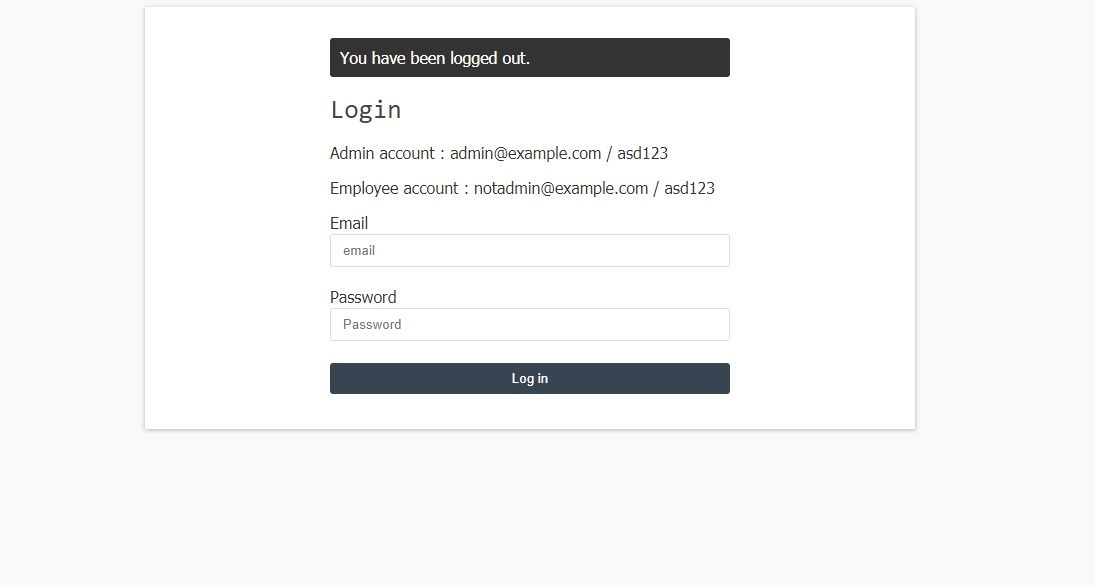 You have been logged out.
Login
Admin account : admin@example.com / asd123
Employee account : notadmin@example.com / asd123
Email
email
Password
Password
Log in